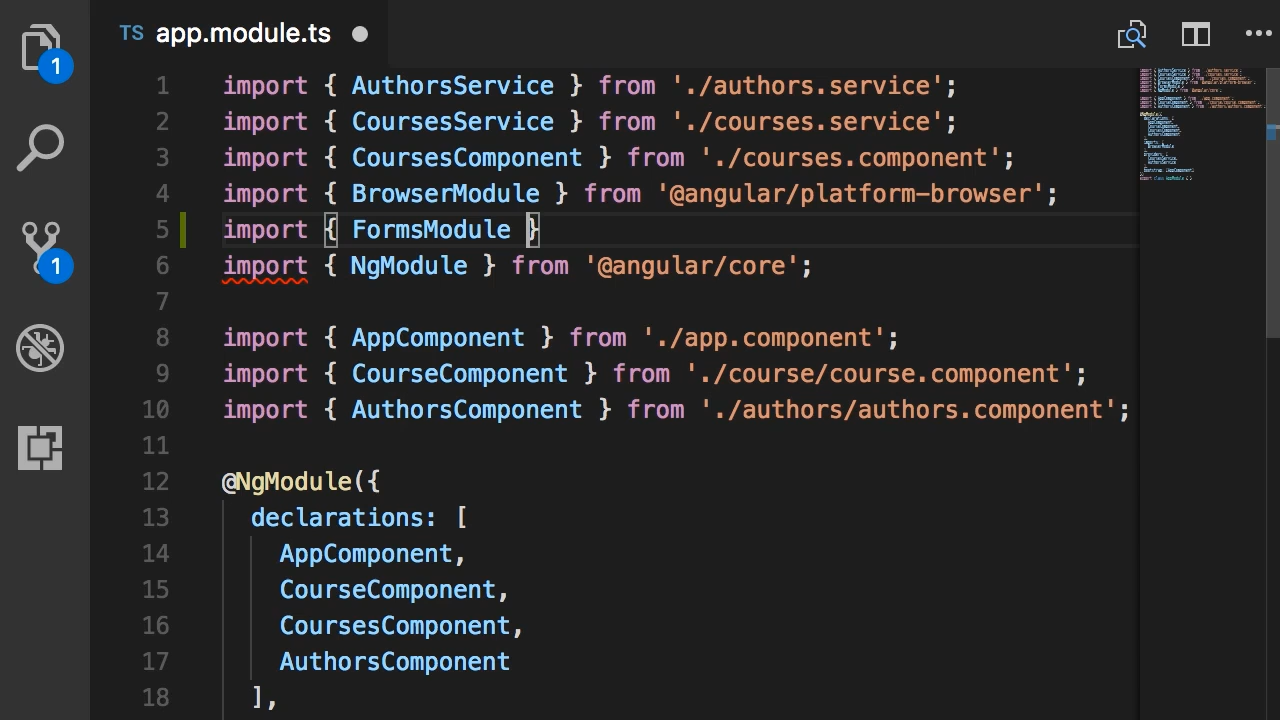 TS app.module.ts
1
1
1 import { AuthorsService } from './authors.service';
2 import { CoursesService } from './courses.service';
3 import { CoursesComponent } from './courses.component';
4 import { BrowserModule } from '@angular/platform-browser';
5 import { FormsModule }
6 import { NgModule } from '@angular/core';
7
8 import { AppComponent } from './app.component';
9 import { CourseComponent } from './course/course.component';
10 import { AuthorsComponent } from './authors/authors.component';
11
12 @NgModule({
13 declarations: [
14 AppComponent,
15 CourseComponent,
16 CoursesComponent,
17 AuthorsComponent
18 ],